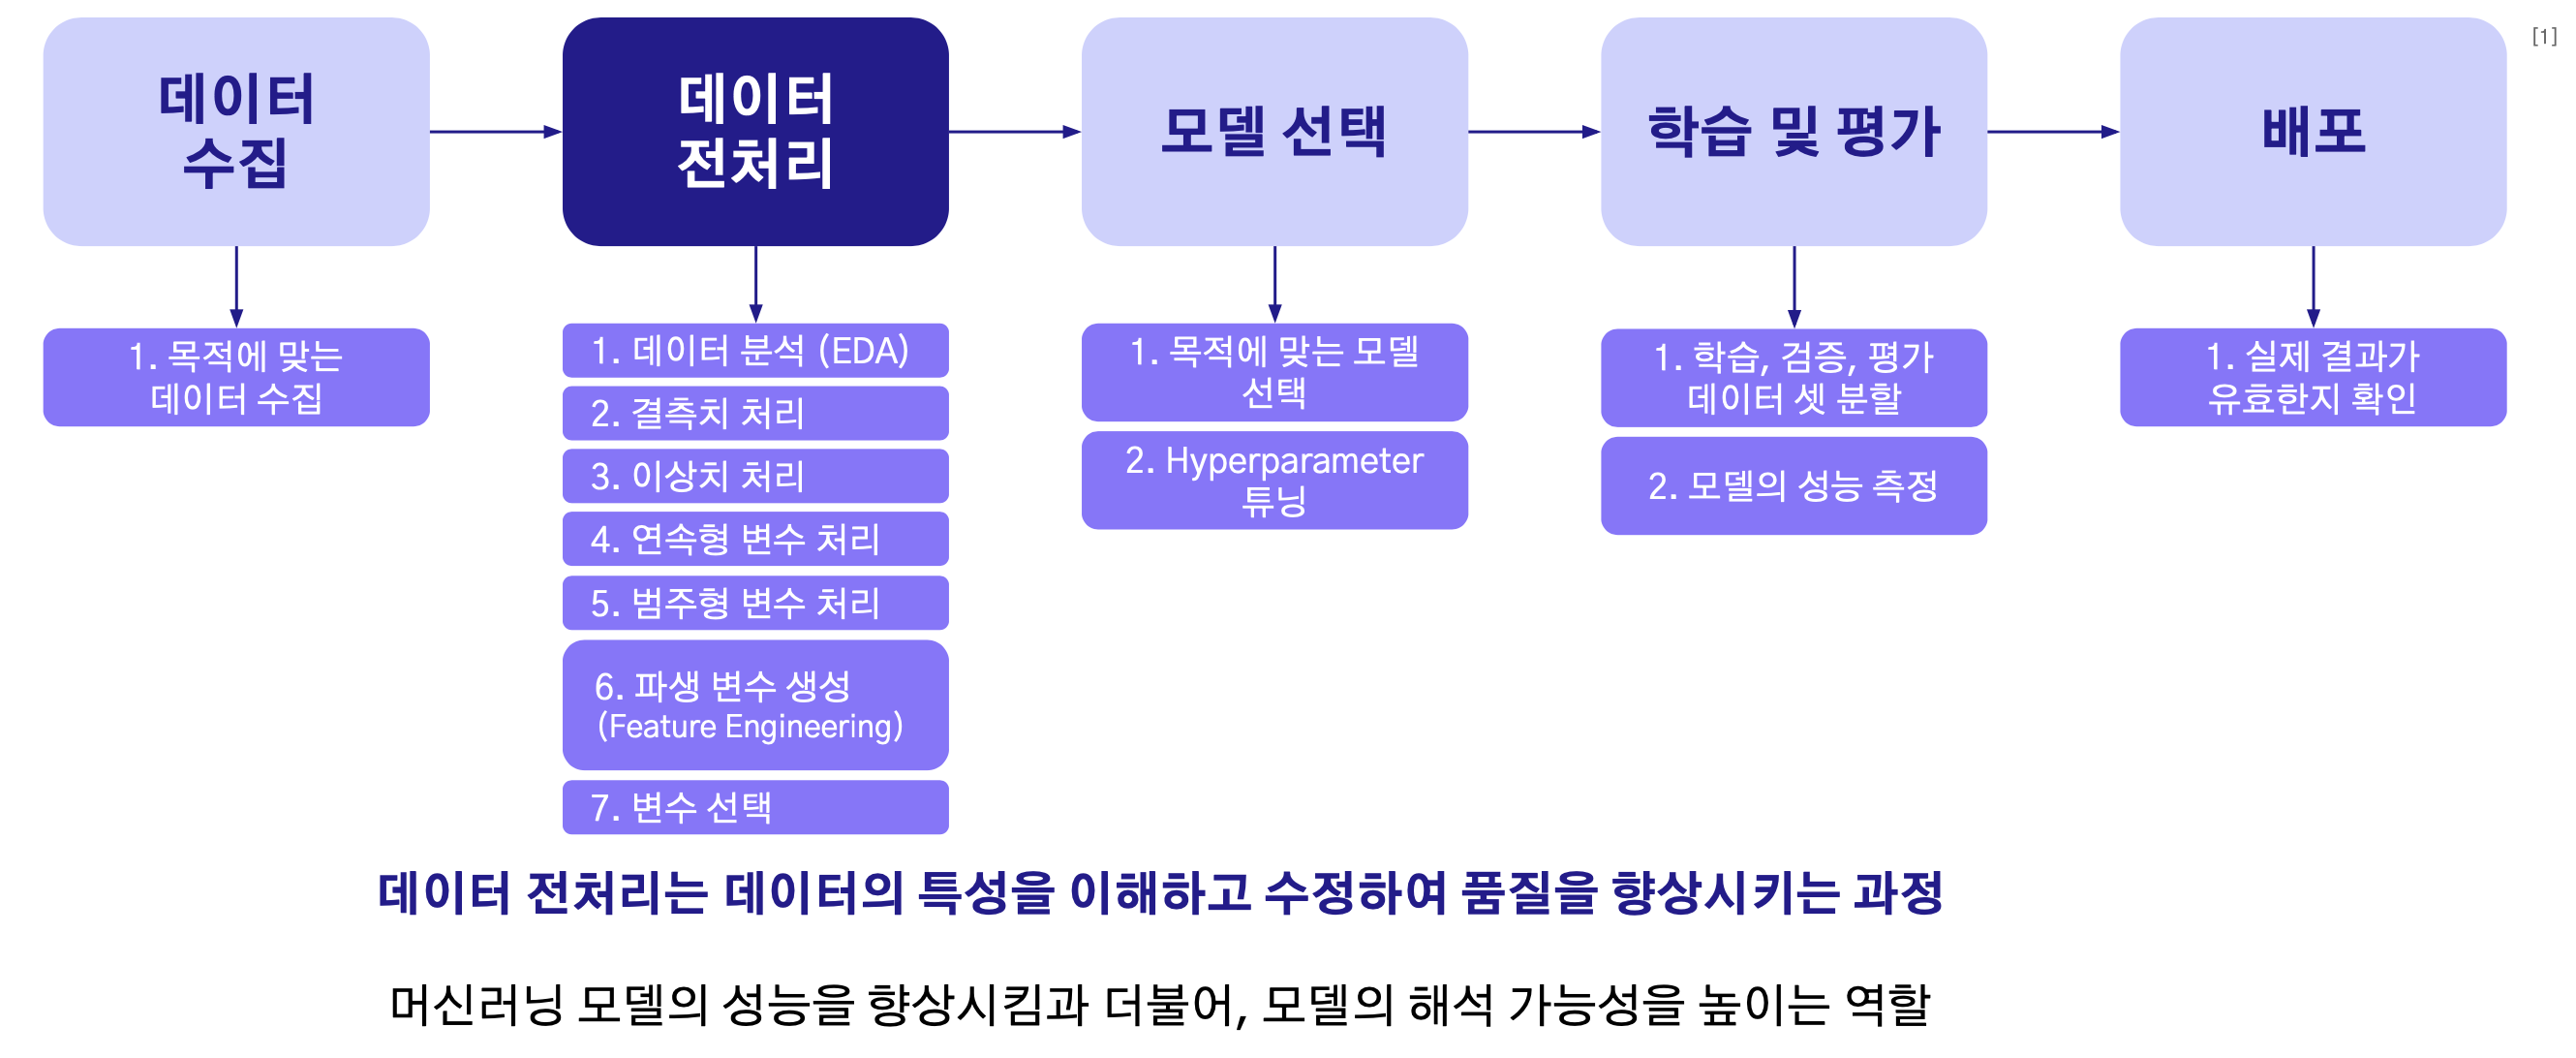 데이터
수집
데이터
전처리
모델 선택
학습 및 평가
배포
[1]
1. 목적에 맞는
데이터 수집
1. 데이터 분석 (EDA)
2. 결측치 처리
3. 이상치 처리
4. 연속형 변수 처리
5. 범주형 변수 처리
6. 파생 변수 생성
(Feature Engineering)
7. 변수 선택
1. 목적에 맞는 모델
선택
2. Hyperparameter
튜닝
1. 학습, 검증, 평가
데이터 셋 분할
2. 모델의 성능 측정
1. 실제 결과가
유효한지 확인
데이터 전처리는 데이터의 특성을 이해하고 수정하여 품질을 향상시키는 과정
머신러닝 모델의 성능을 향상시킴과 더불어, 모델의 해석 가능성을 높이는 역할